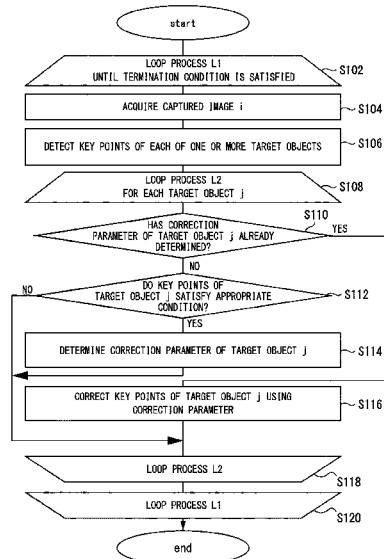 start
LOOP PROCESS L1
UNTIL TERMINATION CONDITION IS SATISFIED
S102
ACQUIRE CAPTURED IMAGE i
S104
DETECT KEY POINTS OF EACH OF ONE OR MORE TARGET OBJECTS
S106
LOOP PROCESS L2
FOR EACH TARGET OBJECT j
S108
S110
HAS CORRECTION
PARAMETER OF TARGET OBJECT j ALREADY
DETERMINED?
YES
NO
NO
DO KEY POINTS OF
TARGET OBJECT j SATISFY APPROPRIATE
CONDITION?
S112
YES
DETERMINE CORRECTION PARAMETER OF TARGET OBJECT j
S114
CORRECT KEY POINTS OF TARGET OBJECT j USING
CORRECTION PARAMETER
S116
LOOP PROCESS L2
S118
LOOP PROCESS L1
S120
end